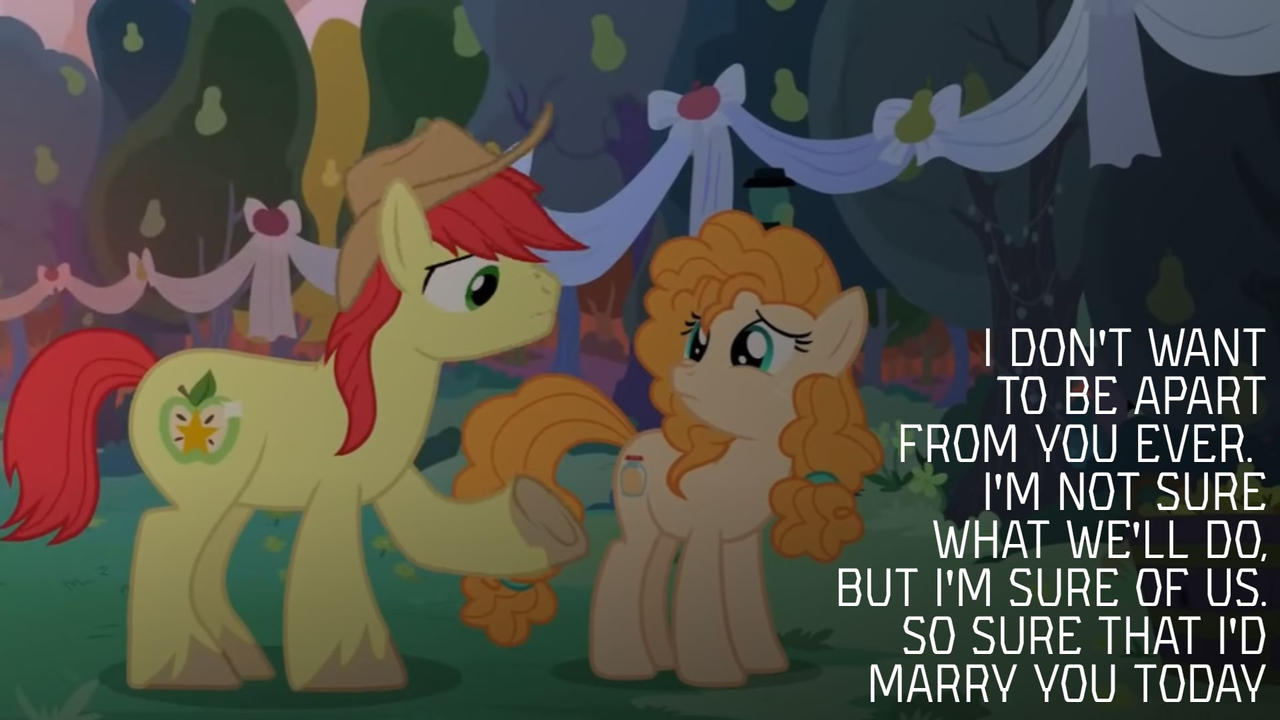 I DON'T WANT
TO BE APART
FROM YOU EVER.
I'M NOT SURE
WHAT WE'LL DO,
BUT I'M SURE OF US.
SO SURE THAT I'D
MARRY YOU TODAY